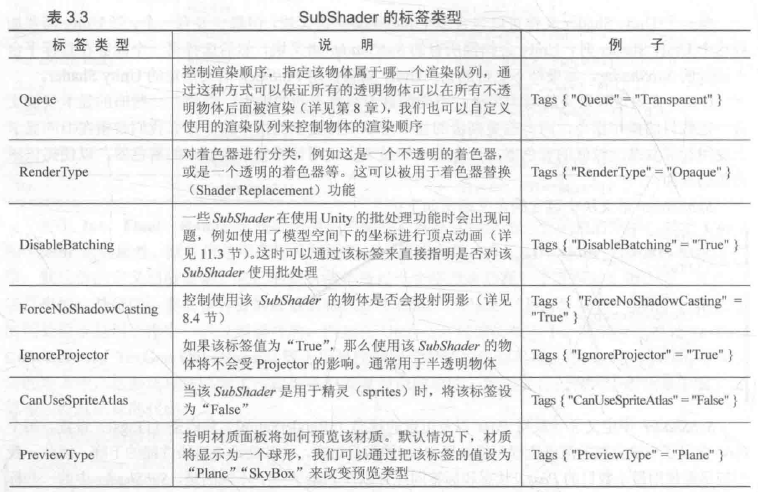 表 3.3 SubShader 的标签类型
标签类型 说明 例子
Queue
控制渲染顺序，指定该物体属于哪一个渲染队列，通
过这种方式可以保证所有的透明物体可以在所有不透
明物体后面被渲染（详见第 8 章），我们也可以自定义
使用的渲染队列来控制物体的渲染顺序
Tags { "Queue" = "Transparent" }
RenderType
对着色器进行分类，例如这是一个不透明的着色器，
或是一个透明的着色器等。这可以被用于着色器替换
（Shader Replacement）功能
Tags { "RenderType" = "Opaque" }
DisableBatching
一些 SubShader 在使用 Unity 的批处理功能时会出现问
题，例如使用了模型空间下的坐标进行顶点动画（详
见 11.3 节）。这时可以通过该标签来直接指明是否对该
SubShader 使用批处理
Tags { "DisableBatching" = "True" }
ForceNoShadowCasting
控制使用该 SubShader 的物体是否会投射阴影（详见
8.4 节）
Tags { "ForceNoShadowCasting" =
"True" }
IgnoreProjector
如果该标签值为“True”，那么使用该 SubShader 的物
体将不会受 Projector 的影响。通常用于半透明物体
Tags { "IgnoreProjector" = "True" }
CanUseSpriteAtlas
当该 SubShader 是用于精灵（sprites）时，将该标签设
为“False”
Tags { "CanUseSpriteAtlas" = "False" }
PreviewType
指明材质面板将如何预览该材质。默认情况下，材质
将显示为一个球形，我们可以通过把该标签的值设为
“Plane”“SkyBox”来改变预览类型
Tags { "PreviewType" = "Plane" }